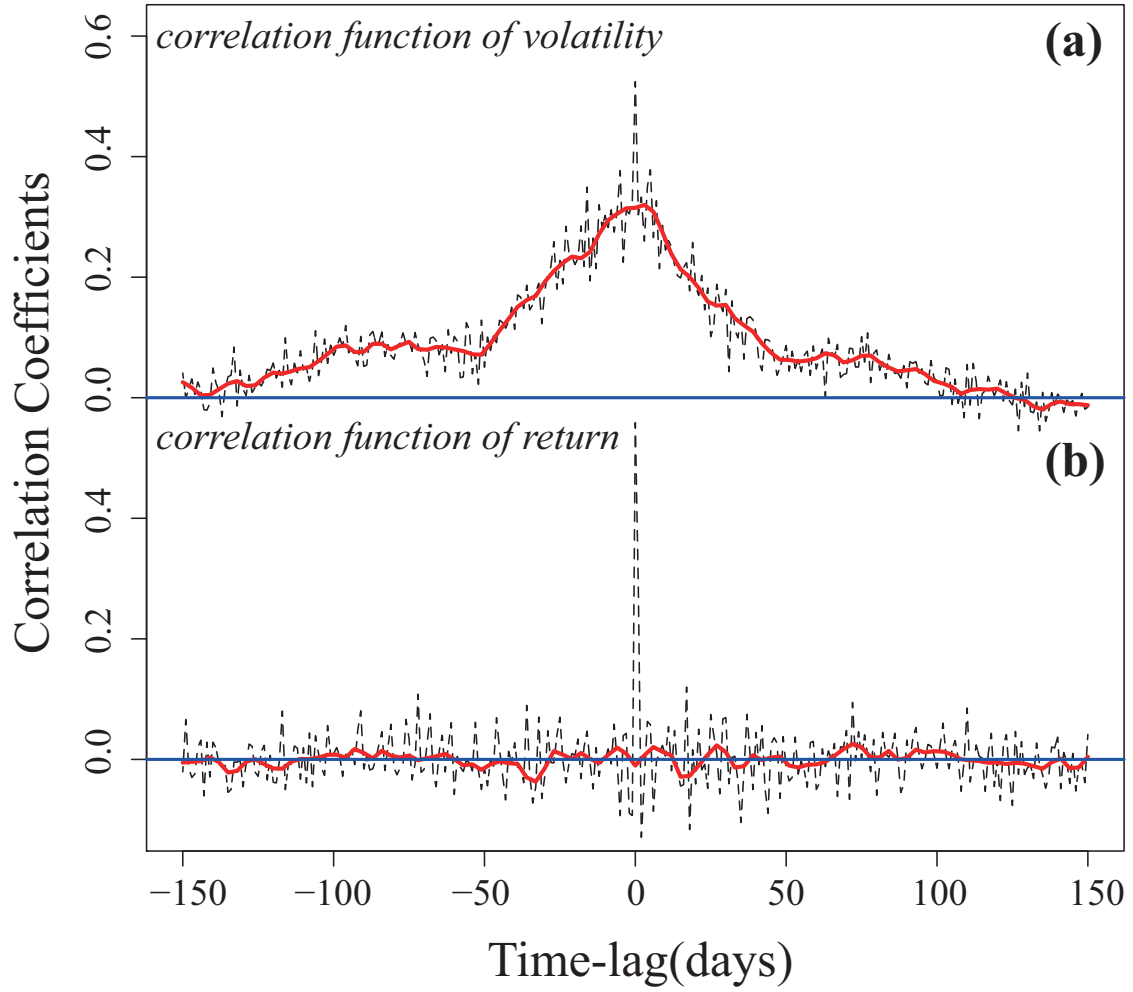 correlation function of volatility
(a)
0.6
0.4
0.2
0.0
correlation function of return
(b)
0.4
0.2
0.0
Correlation Coefficients
−150
−100
−50
0
50
100
150
Time-lag(days)